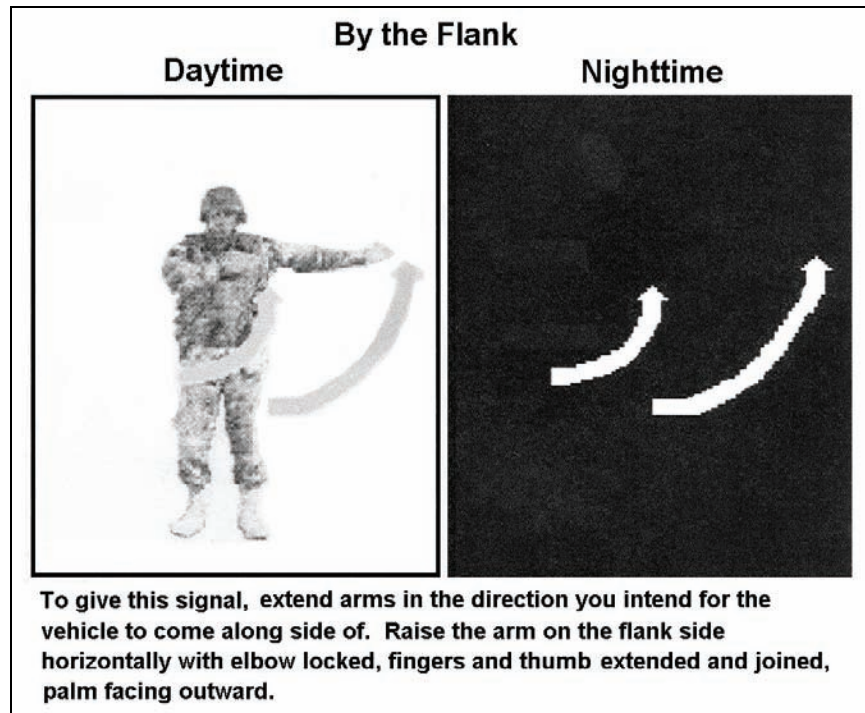 By the Flank
Daytime
Nighttime
To give this signal, extend arms in the direction you intend for the
vehicle to come along side of. Raise the arm on the flank side
horizontally with elbow locked, fingers and thumb extended and joined,
palm facing outward.